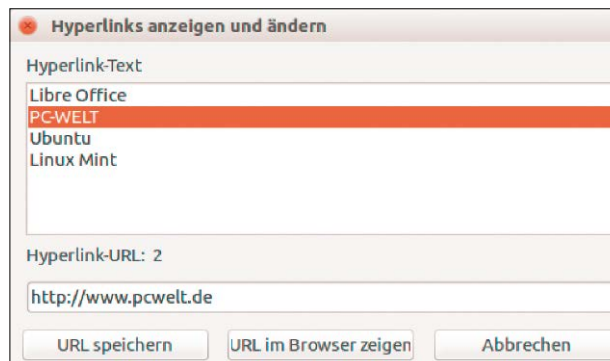 Hyperlinks anzeigen und ändern
Hyperlink-Text
Libre Office
PC-WELT
Ubuntu
Linux Mint
Hyperlink-URL: 2
http://www.pcwelt.de
URL speichern
URL im Browser zeigen
Abbrechen